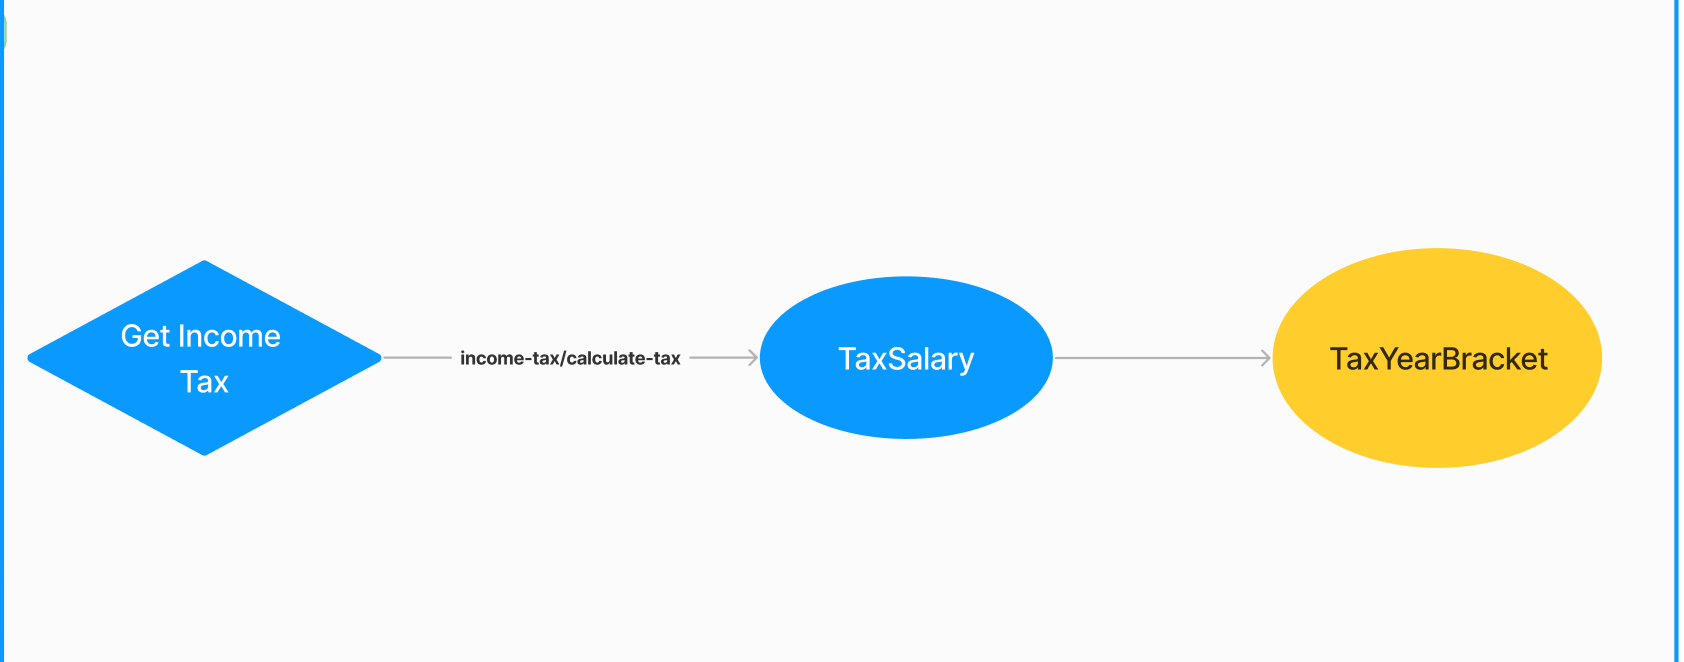 Get Income
Tax
income-tax/calculate-tax
TaxSalary
TaxYearBracket